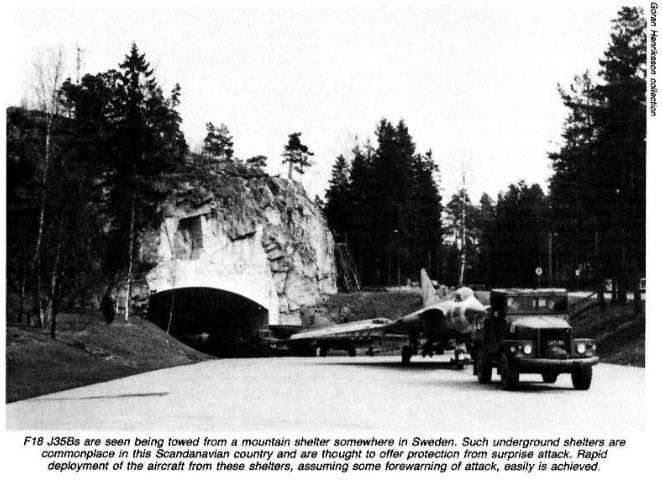 Goran Henriksson collection
F18 J35Bs are seen being towed from a mountain shelter somewhere in Sweden. Such underground shelters are
commonplace in this Scandanavian country and are thought to offer protection from surprise attack. Rapid
deployment of the aircraft from these shelters, assuming some forewarning of attack, easily is achieved.